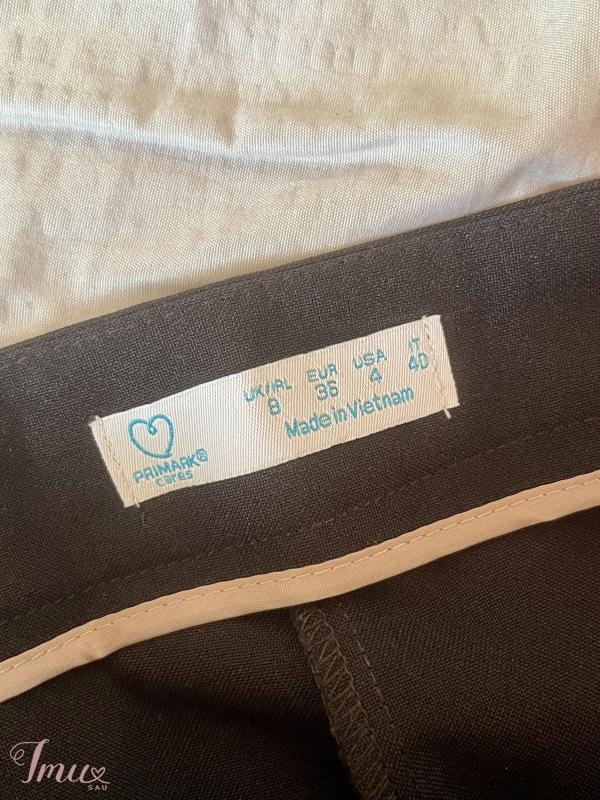 UK/IRL EUR USA IT
8 36 4 40
Made in Vietnam
PRIMARK®
cares
Imu
SAU